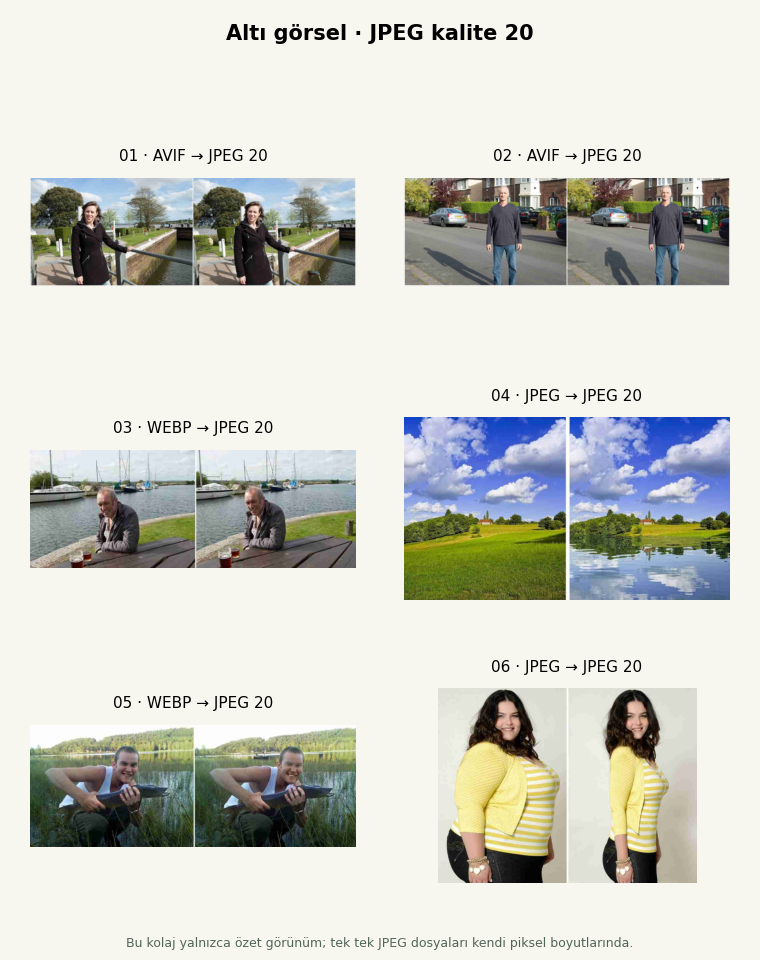 Altı görsel · JPEG kalite 20
01 · AVIF → JPEG 20
02 · AVIF → JPEG 20
03 · WEBP → JPEG 20
04 · JPEG → JPEG 20
05 · WEBP → JPEG 20
06 · JPEG → JPEG 20
Bu kolaj yalnızca özet görünüm; tek tek JPEG dosyaları kendi piksel boyutlarında.